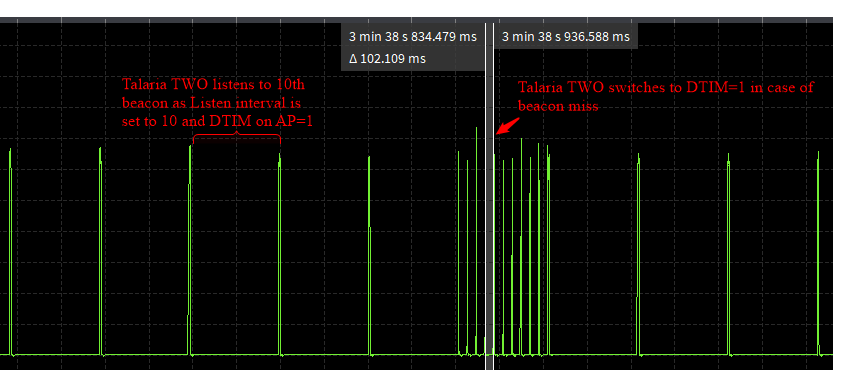 3 min 38 s 834.479 ms
3 min 38 s 936.588 ms
Δ 102.109 ms
Talaria TWO listens to 10th
beacon as Listen interval is
set to 10 and DTIM on AP=1
Talaria TWO switches to DTIM=1 in case of
beacon miss